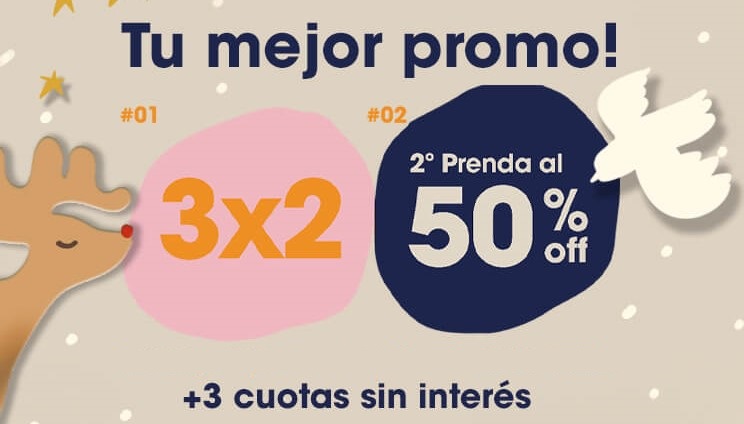 Tu mejor promo!
#01
3x2
#02
2° Prenda al
50%
off
+3 cuotas sin interés